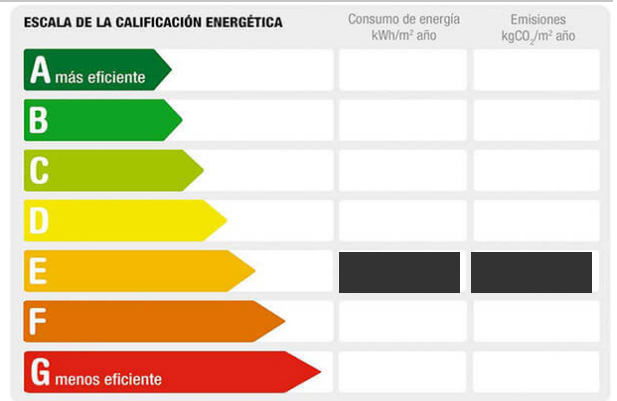 ESCALA DE LA CALIFICACIÓN ENERGÉTICA
Consumo de energía
kWh/m² año
Emisiones
kgCO₂/m² año
A más eficiente
B
C
D
E
F
G menos eficiente